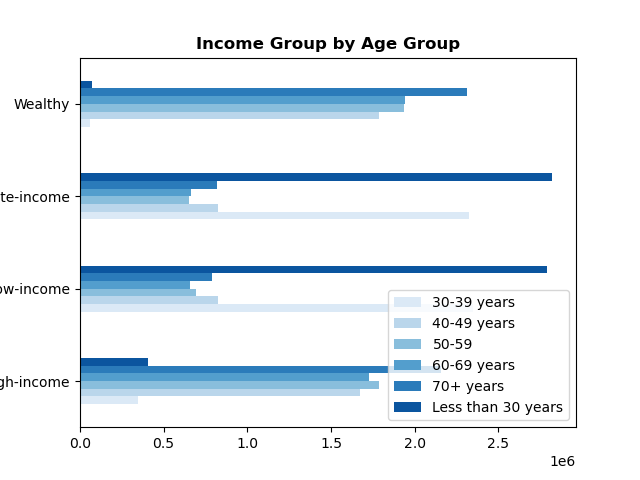 Income Group by Age Group
Wealthy
te-income
ow-income
gh-income
30-39 years
40-49 years
50-59
60-69 years
70+ years
Less than 30 years
0.0 0.5 1.0 1.5 2.0 2.5
1e6